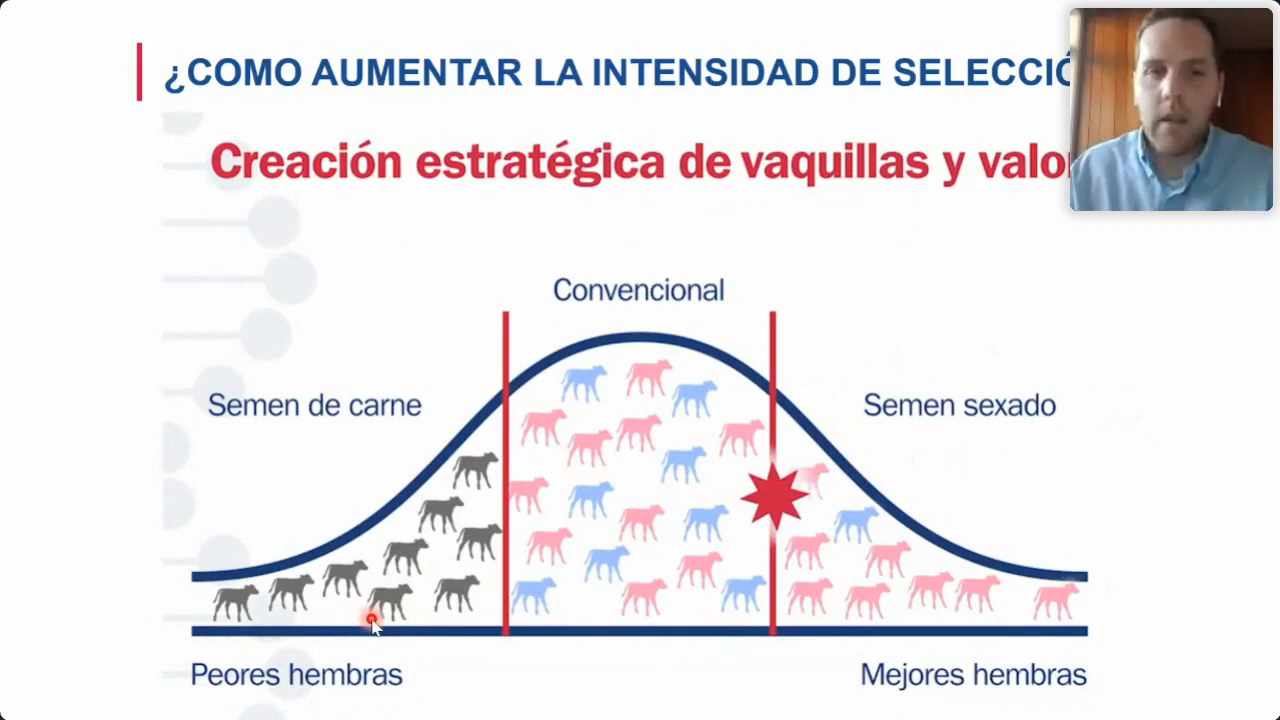 ¿COMO AUMENTAR LA INTENSIDAD DE SELECCIÓ
Creación estratégica de vaquillas y valo
Convencional
Semen de carne
Semen sexado
Peores hembras
Mejores hembras